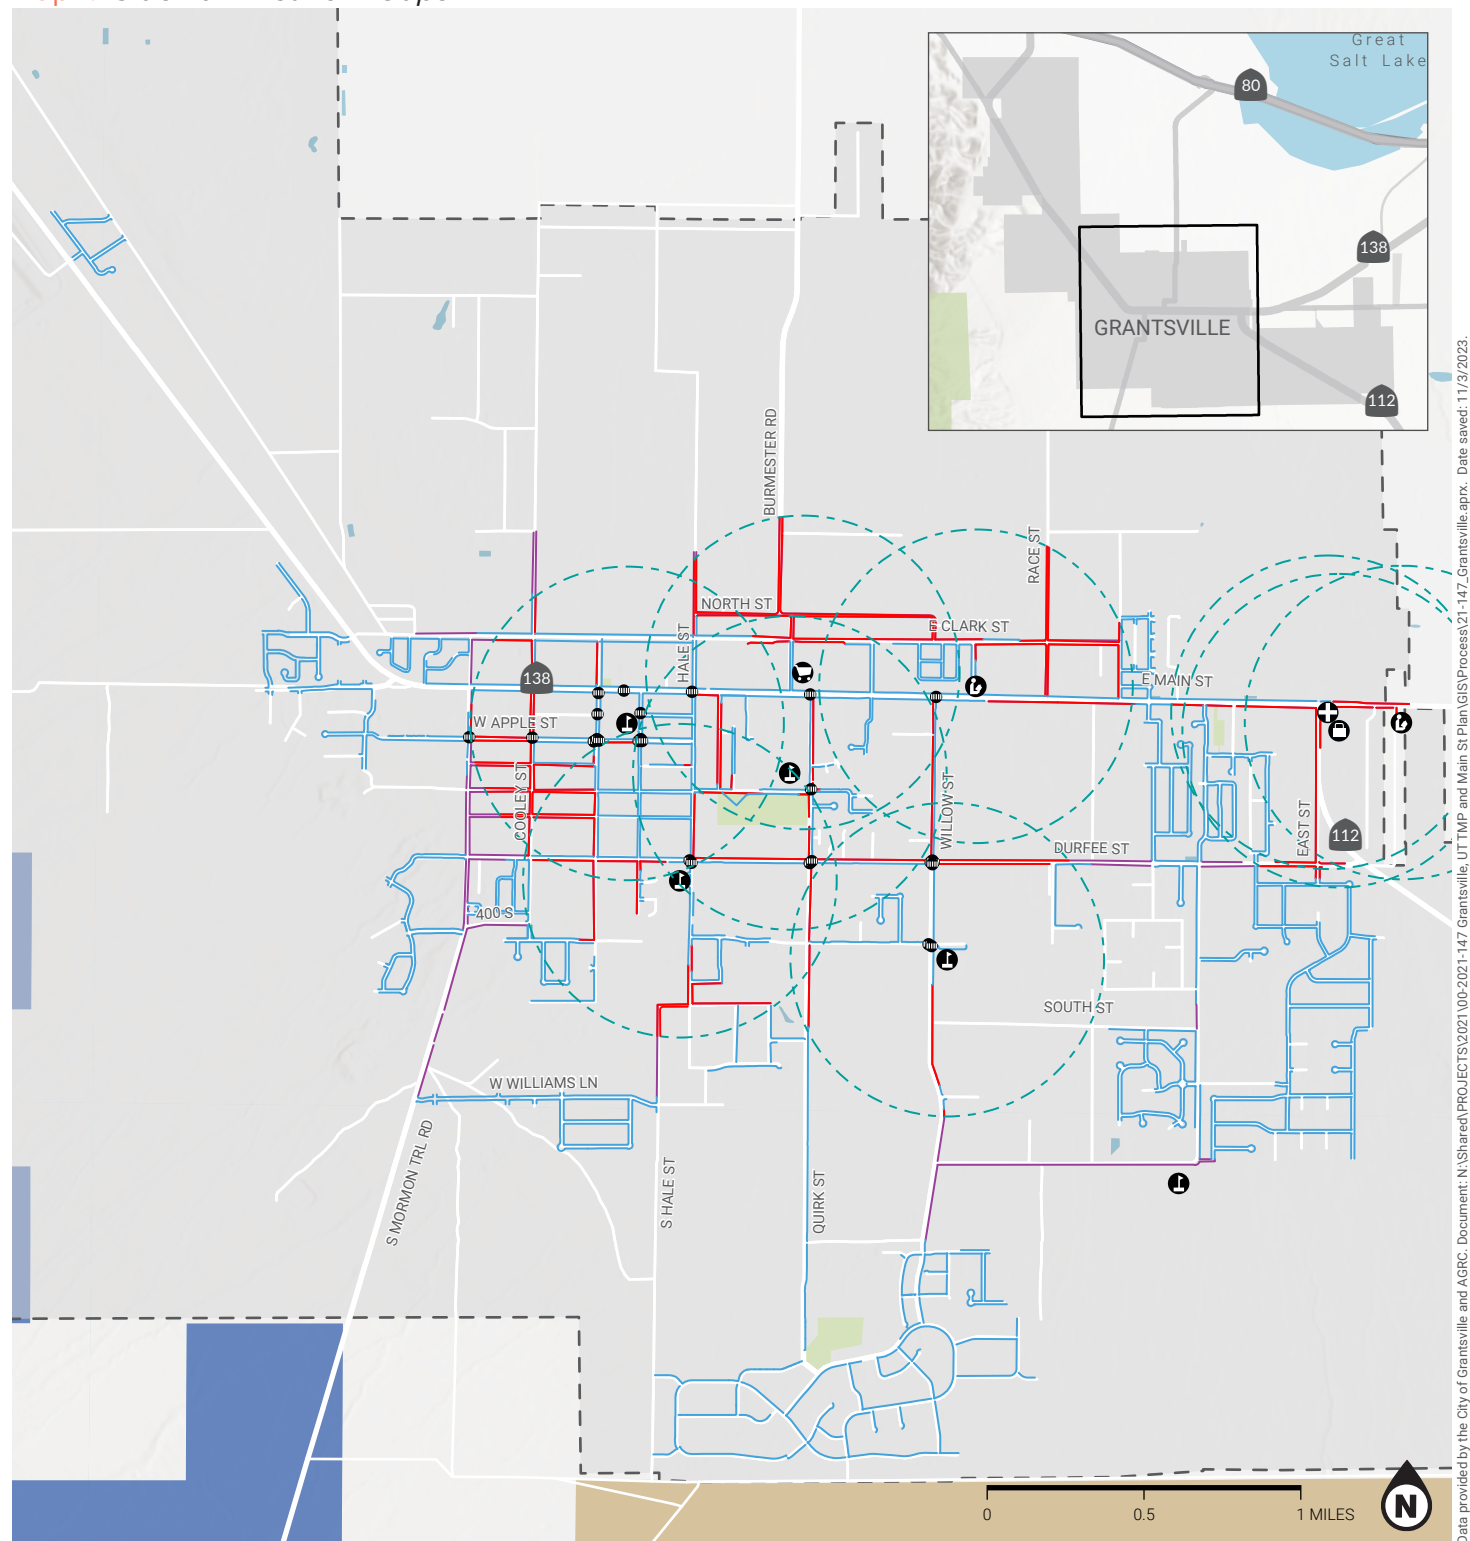 Great
Salt Lake
80
138
GRANTSVILLE
112
BURMESTER RD
RACE ST
NORTH ST
E CLARK ST
HALE ST
138
E MAIN ST
W APPLE ST
COOLEY ST
WILLOW ST
EAST ST
112
DURFEE ST
400 S
SOUTH ST
W WILLIAMS LN
S MORMON TRL RD
S HALE ST
QUIRK ST
0
0.5
1 MILES
N
Data provided by the City of Grantsville and AGRC. Document: N:\Shared\PROJECTS\2021\00-2021-147 Grantsville, UT TMP and Main St Plan\GIS\Process\21-147_Grantsville.aprx. Date saved: 11/3/2023.